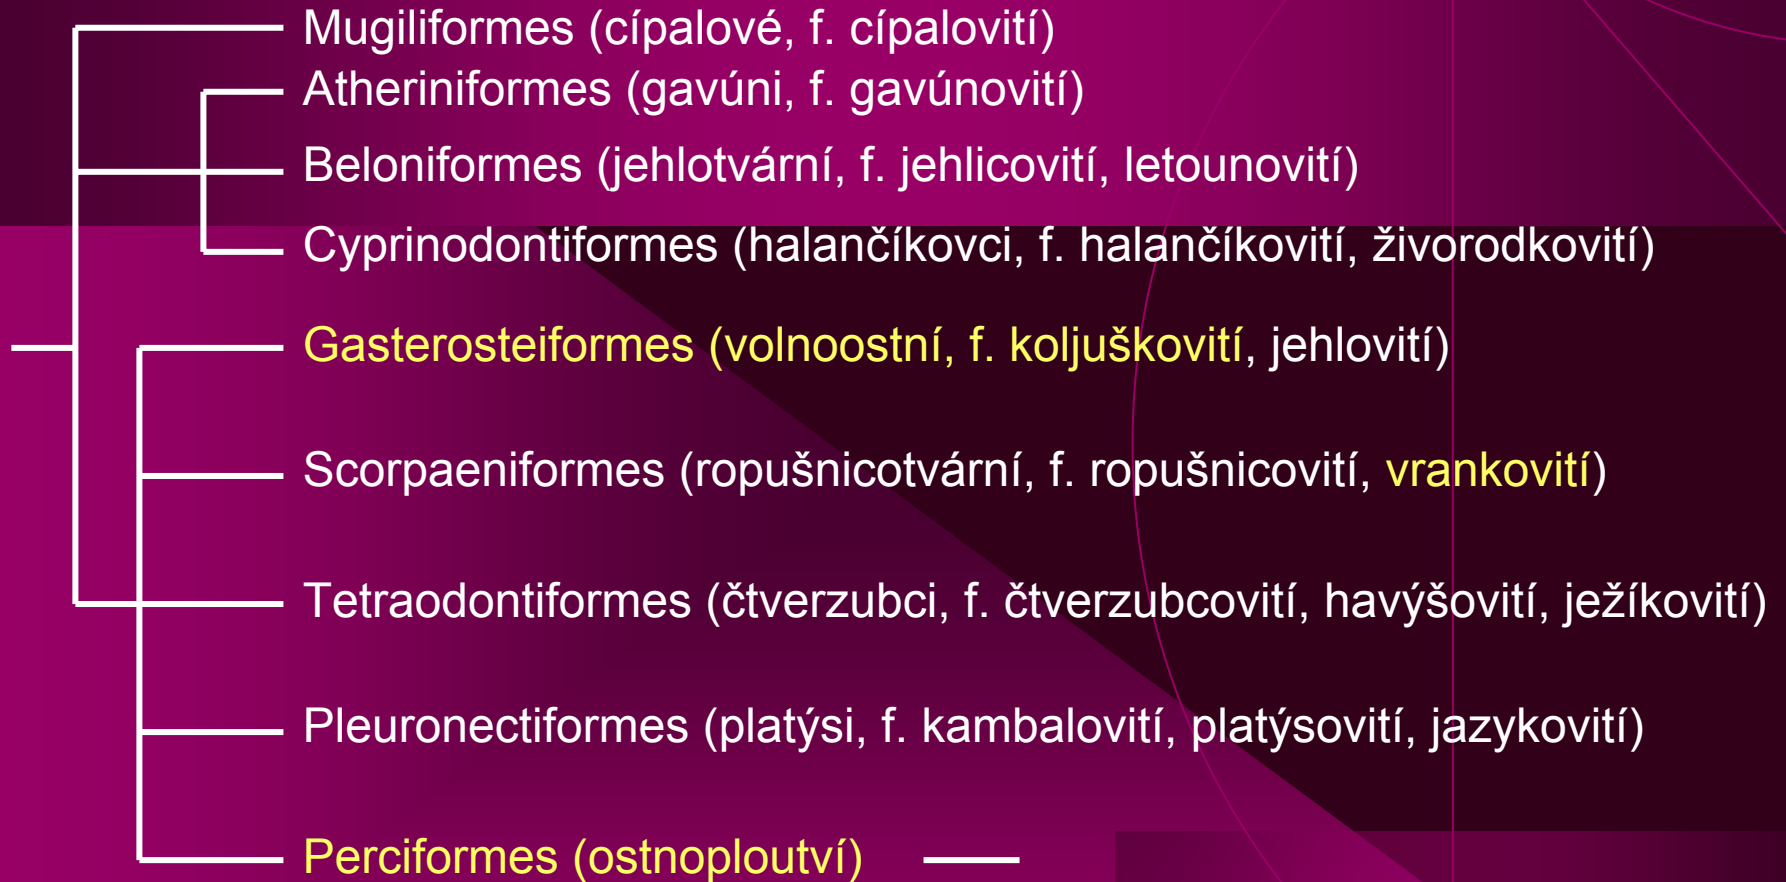 Mugiliformes (cípalové, f. cípalovití)
Atheriniformes (gavúni, f. gavúnovití)
Beloniformes (jehlotvární, f. jehlicovití, letounovití)
Cyprinodontiformes (halančíkovci, f. halančíkovití, živorodkovití)
Gasterosteiformes (volnoostní, f. koljuškovití, jehlovití)
Scorpaeniformes (ropušnicotvární, f. ropušnicovití, vrankovití)
Tetraodontiformes (čtverzubci, f. čtverzubcovití, havýšovití, ježíkovití)
Pleuronectiformes (platýsi, f. kambalovití, platýsovití, jazykovití)
Perciformes (ostnoploutví)